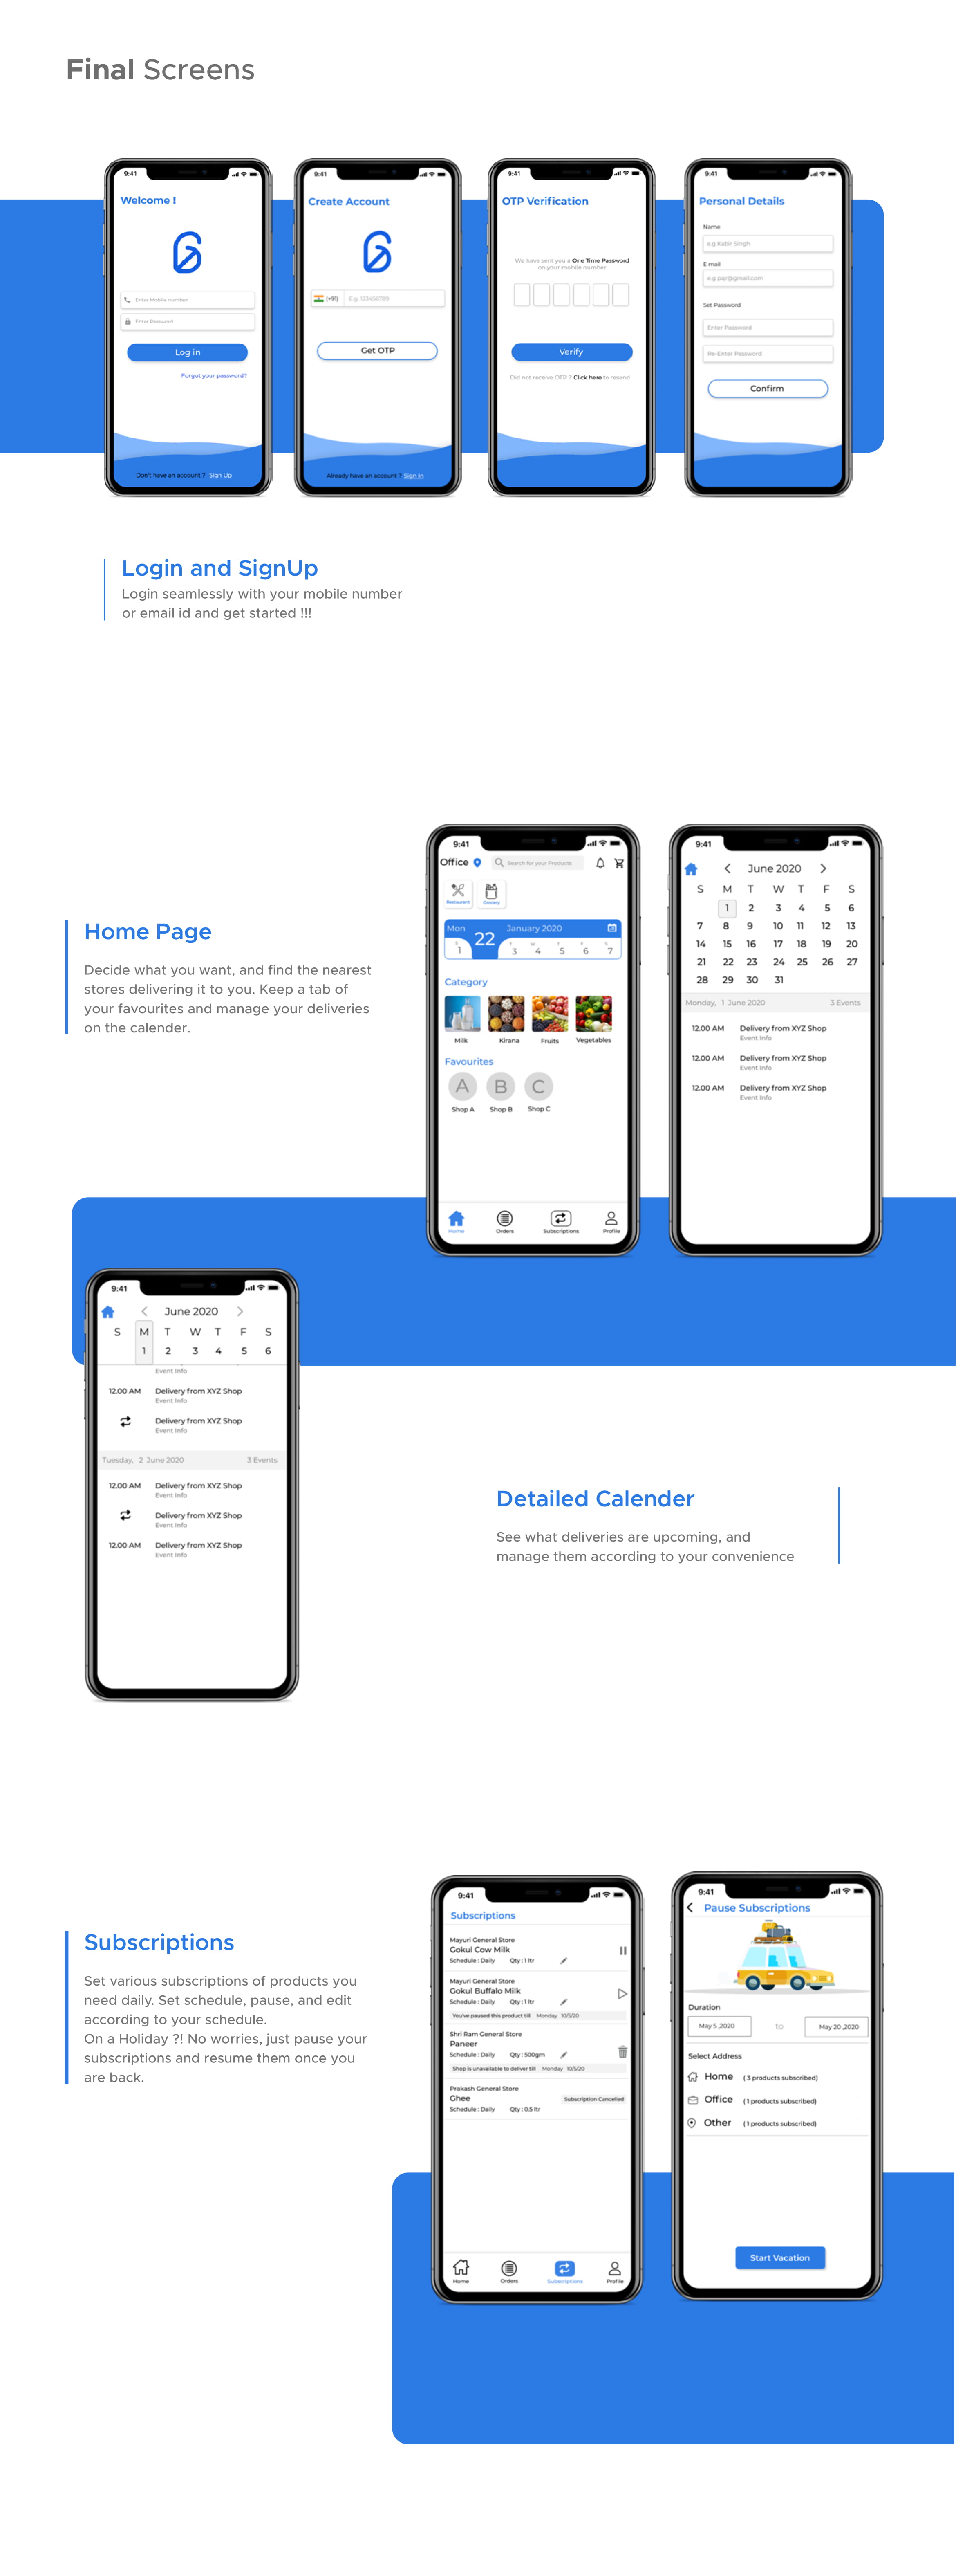 Final Screens
9:41
Welcome !
Enter Mobile number
Enter Password
Log in
Forgot your password?
Don't have an account ? Sign Up
9:41
Create Account
(+91) E.g. 123456789
Get OTP
Already have an account ? Sign In
9:41
OTP Verification
We have sent you a One Time Password
on your mobile number
Verify
Did not receive OTP ? Click here to resend
9:41
Personal Details
Name
e.g Kabir Singh
E mail
e.g pqr@gmail.com
Set Password
Enter Password
Re-Enter Password
Confirm
Login and SignUp
Login seamlessly with your mobile number
or email id and get started !!!
Home Page
Decide what you want, and find the nearest
stores delivering it to you. Keep a tab of
your favourites and manage your deliveries
on the calender.
9:41
Office Search for your Products
Restaurant Grocery
Mon 22 January 2020
S T W T F S
1 3 4 5 6 7
Category
Milk Kirana Fruits Vegetables
Favourites
A B C
Shop A Shop B Shop C
Home Orders Subscriptions Profile
9:41
June 2020
S M T W T F S
1 2 3 4 5 6
7 8 9 10 11 12 13
14 15 16 17 18 19 20
21 22 23 24 25 26 27
28 29 30 31
Monday, 1 June 2020 3 Events
12.00 AM Delivery from XYZ Shop
Event Info
12.00 AM Delivery from XYZ Shop
Event Info
12.00 AM Delivery from XYZ Shop
Event Info
9:41
June 2020
S M T W T F S
1 2 3 4 5 6
Event Info
12.00 AM Delivery from XYZ Shop
Event Info
Delivery from XYZ Shop
Event Info
Tuesday, 2 June 2020 3 Events
12.00 AM Delivery from XYZ Shop
Event Info
Delivery from XYZ Shop
Event Info
12.00 AM Delivery from XYZ Shop
Event Info
Detailed Calender
See what deliveries are upcoming, and
manage them according to your convenience
Subscriptions
Set various subscriptions of products you
need daily. Set schedule, pause, and edit
according to your schedule.
On a Holiday ?! No worries, just pause your
subscriptions and resume them once you
are back.
9:41
Subscriptions
Mayuri General Store
Gokul Cow Milk
Schedule : Daily Qty : 1 ltr
Mayuri General Store
Gokul Buffalo Milk
Schedule : Daily Qty : 1 ltr
You've paused this product till Monday 10/5/20
Shri Ram General Store
Paneer
Schedule : Daily Qty : 500gm
Shop is unavailable to deliver till Monday 10/5/20
Prakash General Store
Ghee Subscription Cancelled
Schedule : Daily Qty : 0.5 ltr
Home Orders Subscriptions Profile
9:41
Pause Subscriptions
Duration
May 5 ,2020 to May 20 ,2020
Select Address
Home ( 3 products subscribed)
Office ( 1 products subscribed)
Other ( 1 products subscribed)
Start Vacation